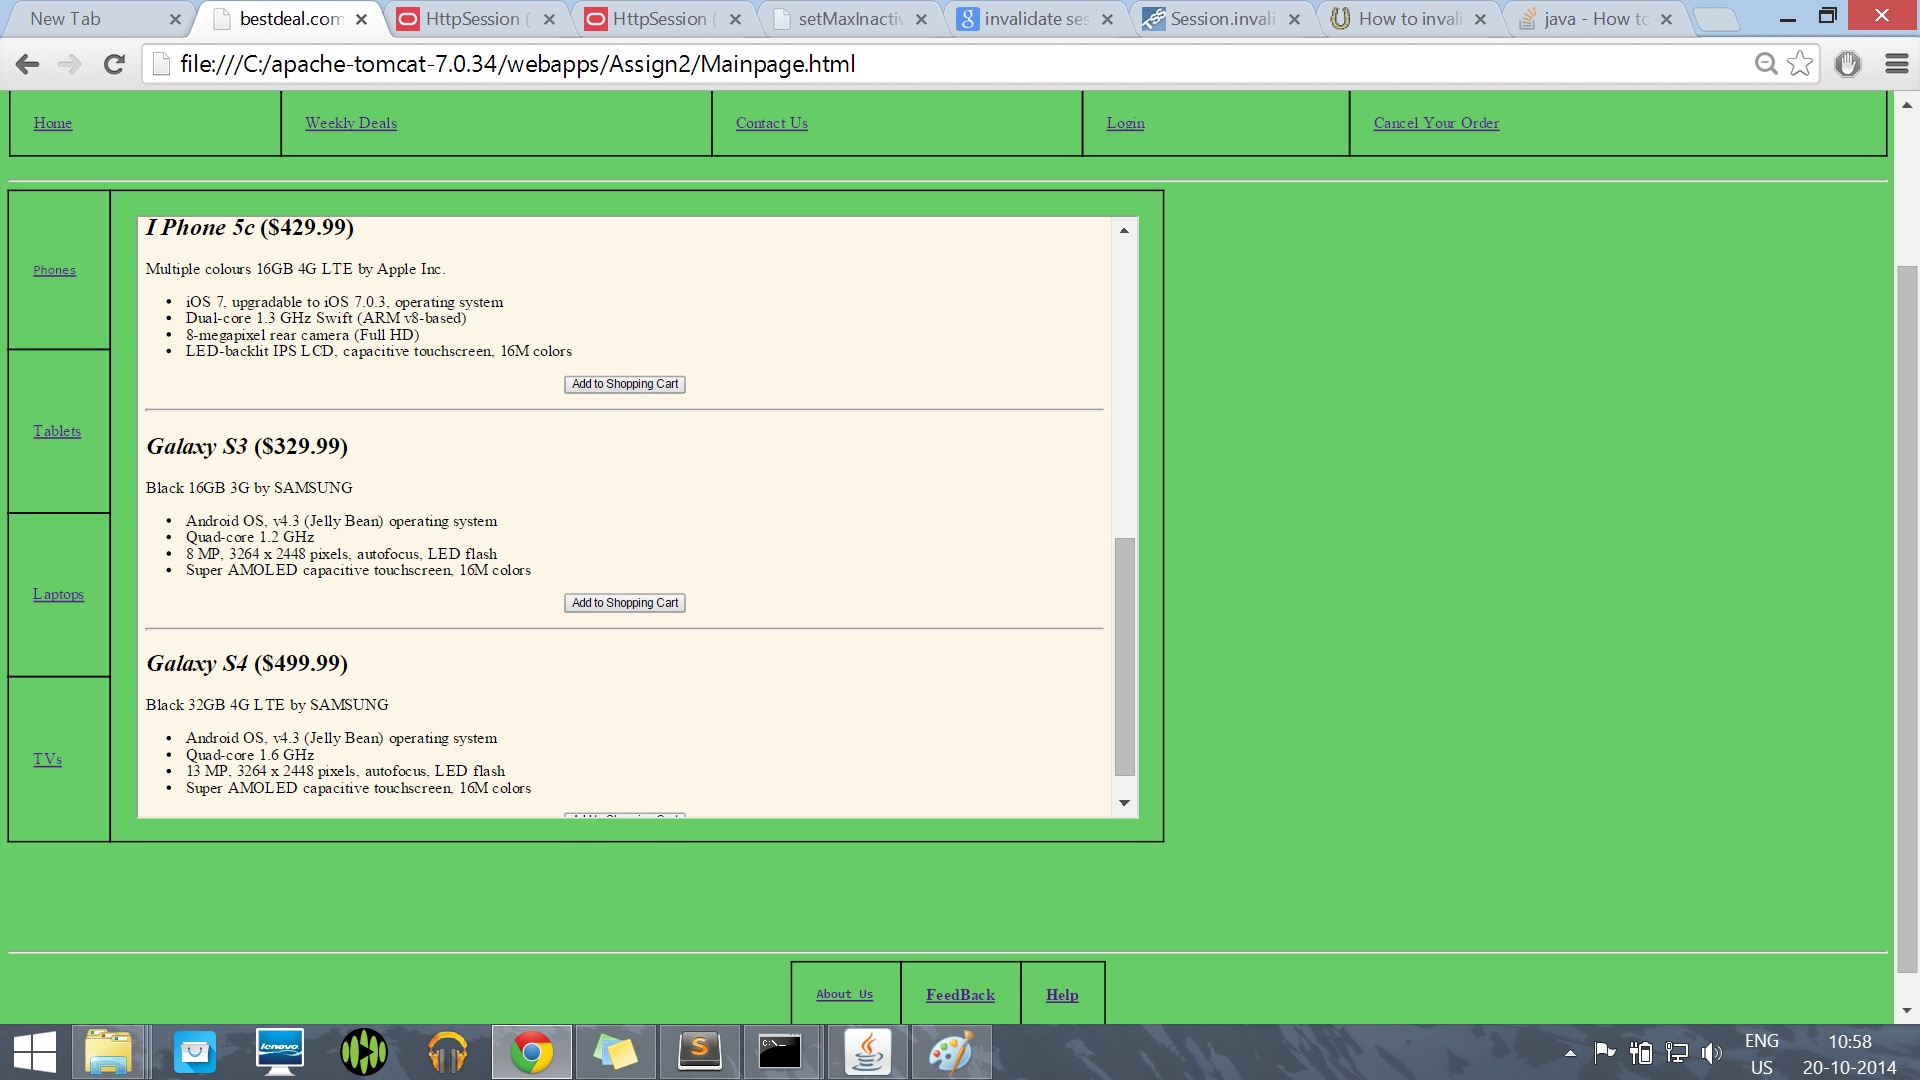 New Tab
bestdeal.com
HttpSession (
HttpSession (
setMaxInacti
invalidate ses
Session.invali
How to invali
java - How to
file:///C:/apache-tomcat-7.0.34/webapps/Assign2/Mainpage.html
Home
Weekly Deals
Contact Us
Login
Cancel Your Order
Phones
Tablets
Laptops
TVs
I Phone 5c ($429.99)
Multiple colours 16GB 4G LTE by Apple Inc.
• iOS 7, upgradable to iOS 7.0.3, operating system
• Dual-core 1.3 GHz Swift (ARM v8-based)
• 8-megapixel rear camera (Full HD)
• LED-backlit IPS LCD, capacitive touchscreen, 16M colors
Add to Shopping Cart
Galaxy S3 ($329.99)
Black 16GB 3G by SAMSUNG
• Android OS, v4.3 (Jelly Bean) operating system
• Quad-core 1.2 GHz
• 8 MP, 3264 x 2448 pixels, autofocus, LED flash
• Super AMOLED capacitive touchscreen, 16M colors
Add to Shopping Cart
Galaxy S4 ($499.99)
Black 32GB 4G LTE by SAMSUNG
• Android OS, v4.3 (Jelly Bean) operating system
• Quad-core 1.6 GHz
• 13 MP, 3264 x 2448 pixels, autofocus, LED flash
• Super AMOLED capacitive touchscreen, 16M colors
About Us
FeedBack
Help
lenovo
C:\_
ENG
US
10:58
20-10-2014